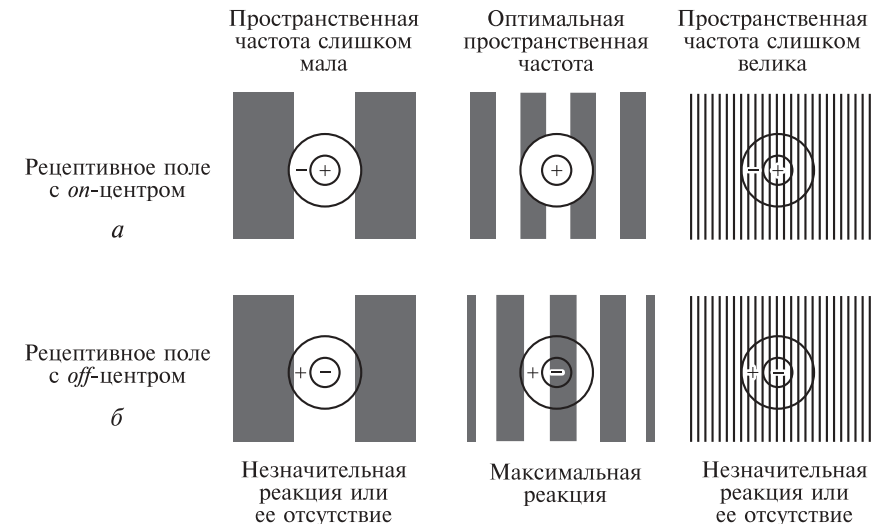 Пространственная
частота слишком
мала
Оптимальная
пространственная
частота
Пространственная
частота слишком
велика
Рецептивное поле
с on-центром
а
− +
+
− +
Рецептивное поле
с off-центром
б
+ −
+ −
+ −
Незначительная
реакция или
ее отсутствие
Максимальная
реакция
Незначительная
реакция или
ее отсутствие